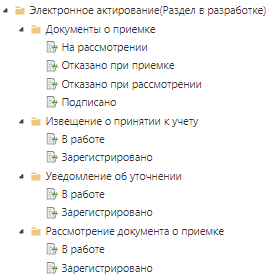 Электронное актирование(Раздел в разработке)
Документы о приемке
На рассмотрении
Отказано при приемке
Отказано при рассмотрении
Подписано
Извещение о принятии к учету
В работе
Зарегистрировано
Уведомление об уточнении
В работе
Зарегистрировано
Рассмотрение документа о приемке
В работе
Зарегистрировано